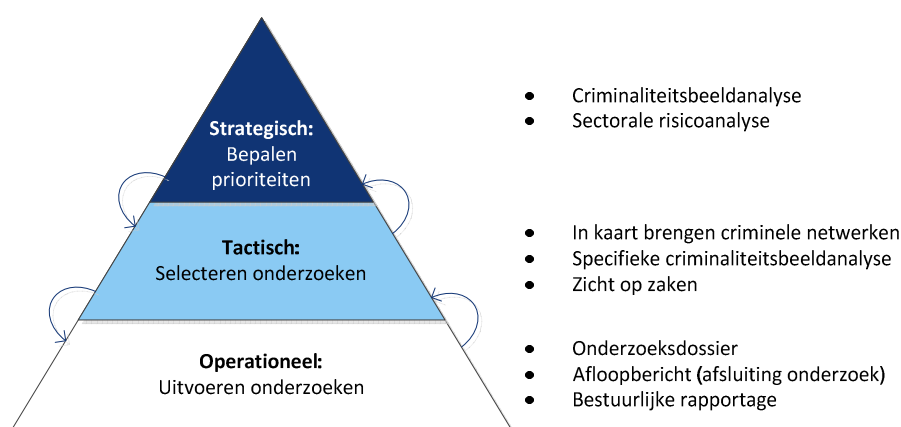 Strategisch:
Bepalen
prioriteiten
• Criminaliteitsbeeldanalyse
• Sectorale risicoanalyse
Tactisch:
Selecteren onderzoeken
• In kaart brengen criminele netwerken
• Specifieke criminaliteitsbeeldanalyse
• Zicht op zaken
Operationeel:
Uitvoeren onderzoeken
• Onderzoeksdossier
• Afloopbericht (afsluiting onderzoek)
• Bestuurlijke rapportage